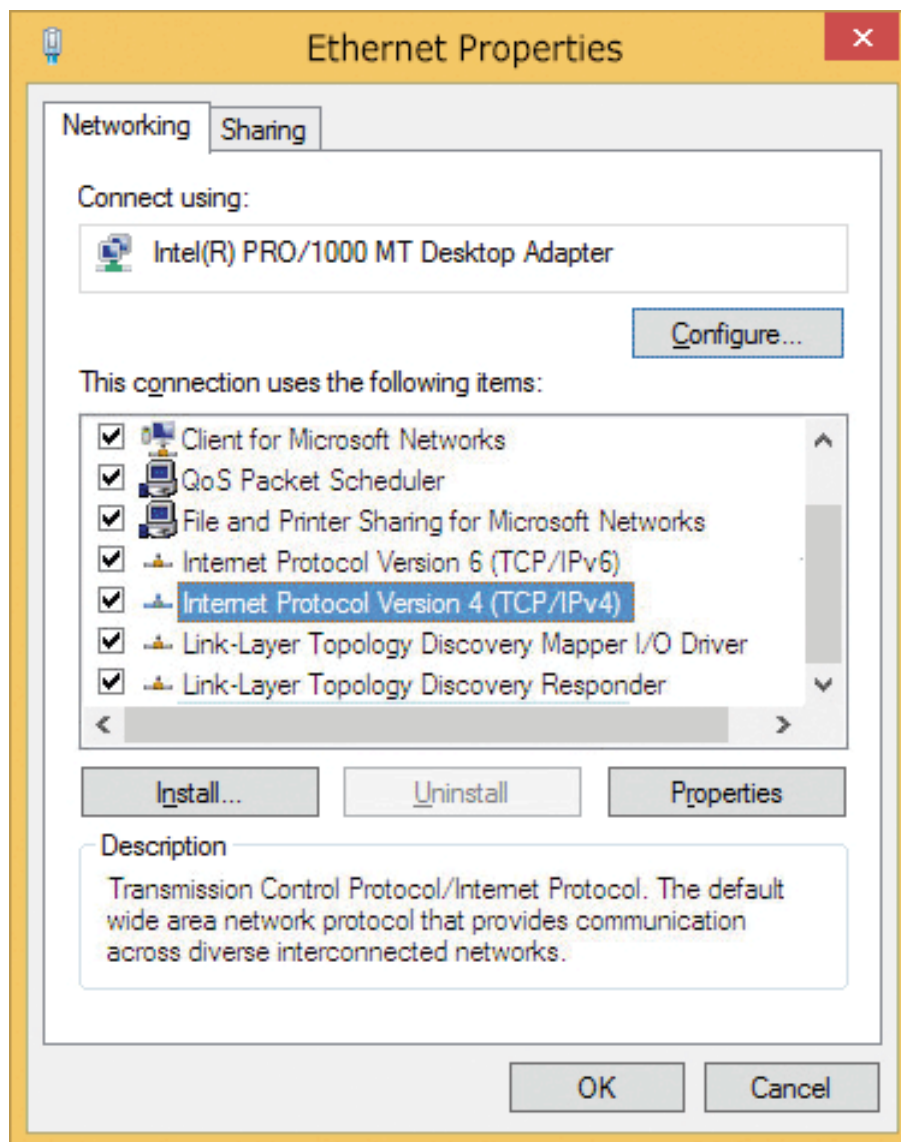 Ethernet Properties
Networking
Sharing
Connect using:
Intel(R) PRO/1000 MT Desktop Adapter
Configure...
This connection uses the following items:
Client for Microsoft Networks
QoS Packet Scheduler
File and Printer Sharing for Microsoft Networks
Internet Protocol Version 6 (TCP/IPv6)
Internet Protocol Version 4 (TCP/IPv4)
Link-Layer Topology Discovery Mapper I/O Driver
Link-Layer Topology Discovery Responder
Install...
Uninstall
Properties
Description
Transmission Control Protocol/Internet Protocol. The default
wide area network protocol that provides communication
across diverse interconnected networks.
OK
Cancel